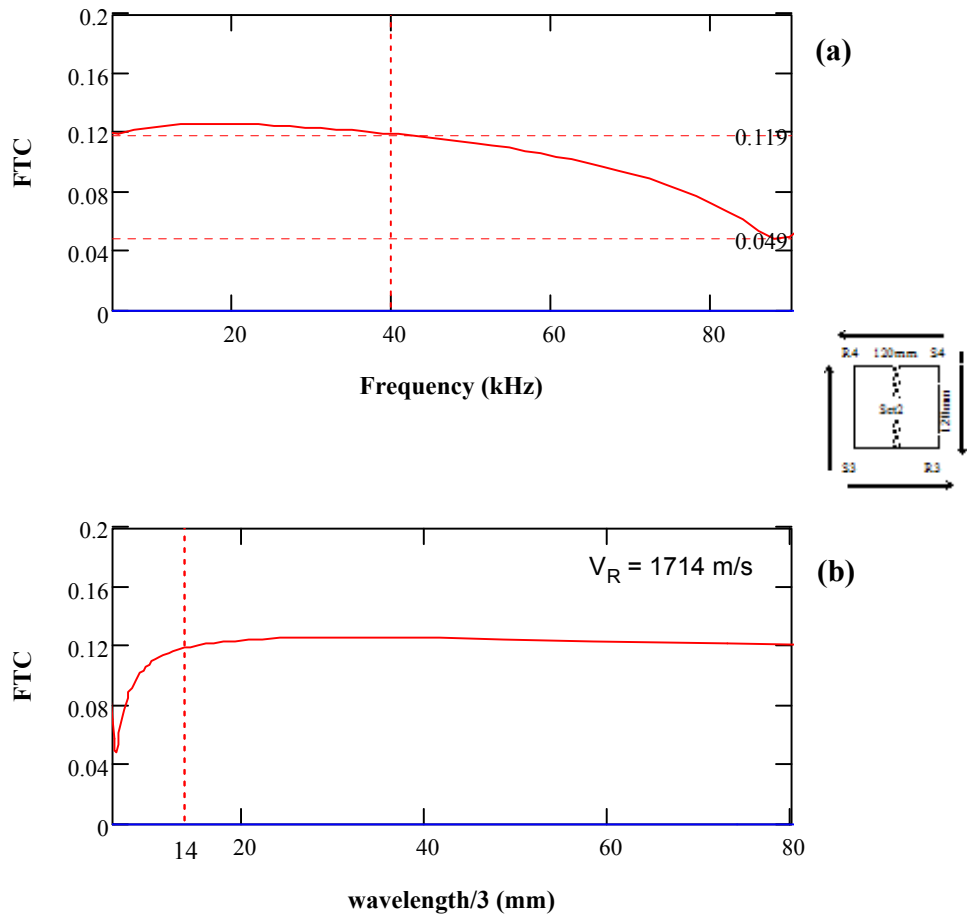 0.2
(a)
0.16
0.12
0.119
FTC
0.08
0.04
0.049
0
20 40 60 80
Frequency (kHz)
R4 120mm S4
Sct2
120mm
S3 R3
0.2
V_R = 1714 m/s
(b)
0.16
0.12
FTC
0.08
0.04
0
14 20 40 60 80
wavelength/3 (mm)